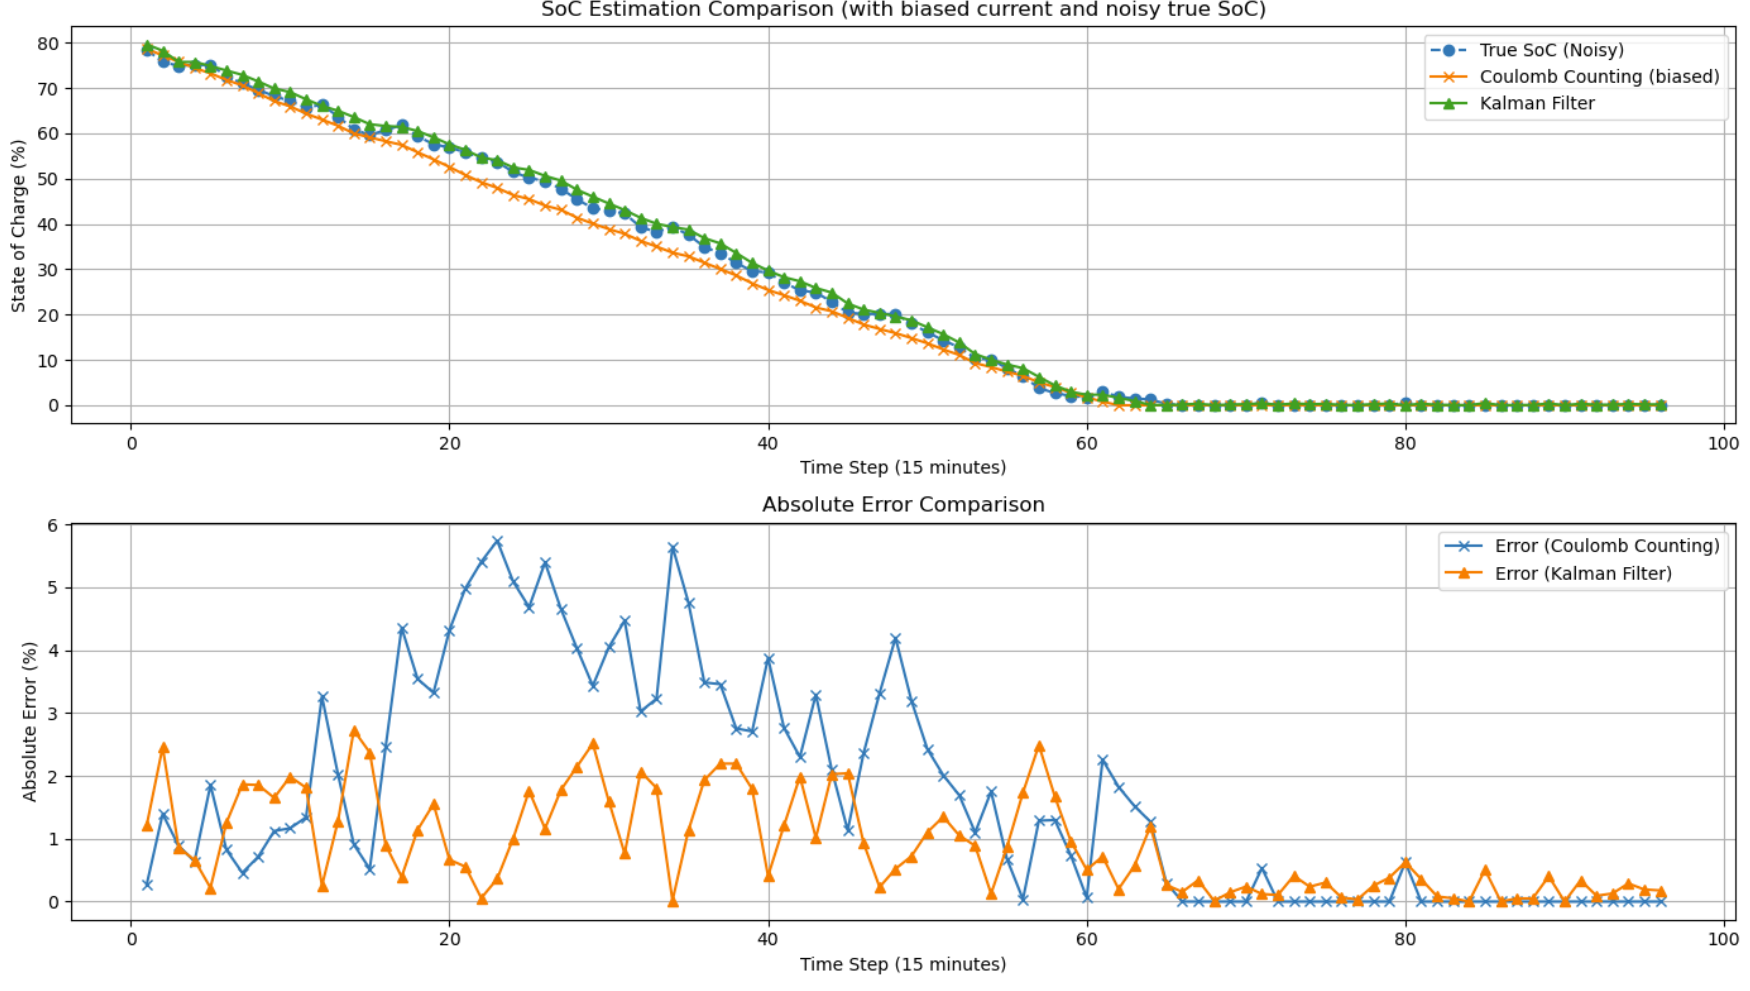 SoC Estimation Comparison (with biased current and noisy true SoC)
80
70
60
50
40
30
20
10
0
State of Charge (%)
True SoC (Noisy)
Coulomb Counting (biased)
Kalman Filter
0 20 40 60 80 100
Time Step (15 minutes)
Absolute Error Comparison
6
5
4
3
2
1
0
Absolute Error (%)
Error (Coulomb Counting)
Error (Kalman Filter)
0 20 40 60 80 100
Time Step (15 minutes)